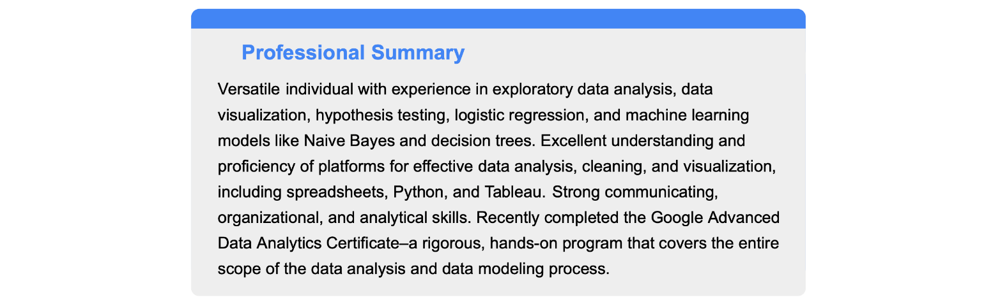 Professional Summary
Versatile individual with experience in exploratory data analysis, data
visualization, hypothesis testing, logistic regression, and machine learning
models like Naive Bayes and decision trees. Excellent understanding and
proficiency of platforms for effective data analysis, cleaning, and visualization,
including spreadsheets, Python, and Tableau. Strong communicating,
organizational, and analytical skills. Recently completed the Google Advanced
Data Analytics Certificate–a rigorous, hands-on program that covers the entire
scope of the data analysis and data modeling process.